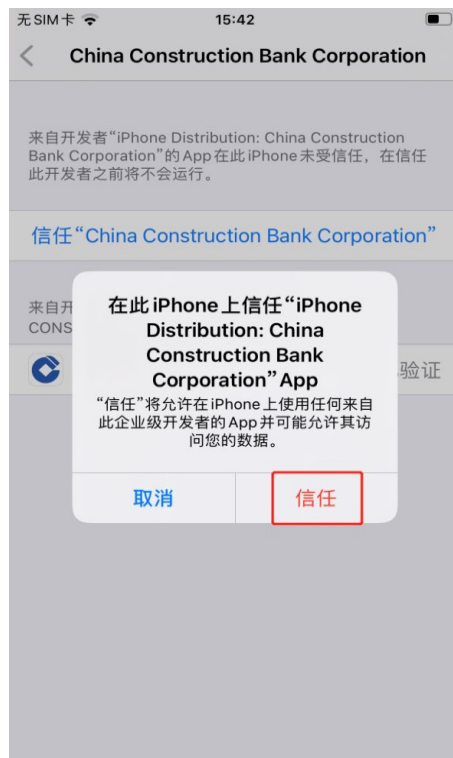 无SIM卡 15:42
China Construction Bank Corporation
来自开发者“iPhone Distribution: China Construction
Bank Corporation”的App在此iPhone未受信任，在信任
此开发者之前将不会运行。
信任“China Construction Bank Corporation”
来自开
CONS
在此iPhone上信任“iPhone
Distribution: China
Construction Bank
Corporation”App
“信任”将允许在iPhone上使用任何来自
此企业级开发者的App并可能允许其访
问您的数据。
验证
取消 信任